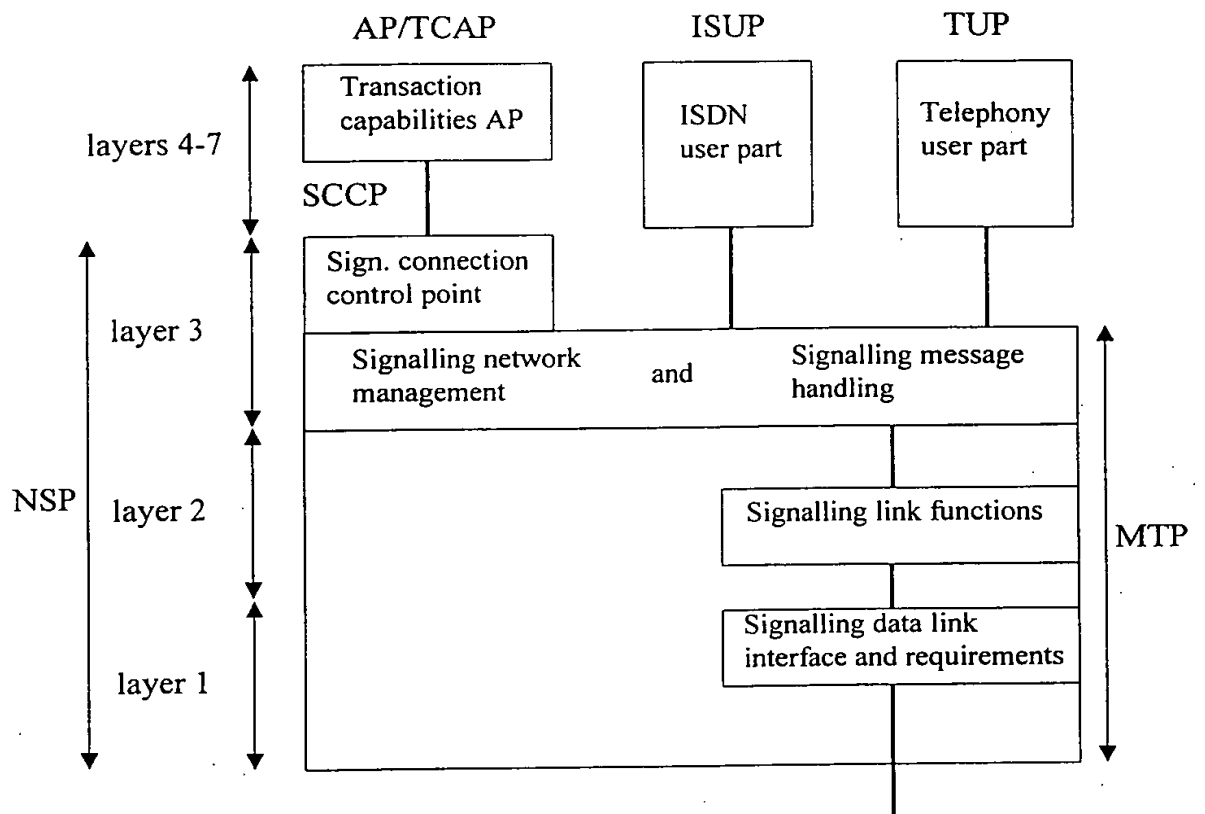 AP/TCAP
ISUP
TUP
Transaction
capabilities AP
ISDN
user part
Telephony
user part
layers 4-7
SCCP
Sign. connection
control point
layer 3
Signalling network
management
and
Signalling message
handling
NSP
layer 2
Signalling link functions
MTP
Signalling data link
interface and requirements
layer 1